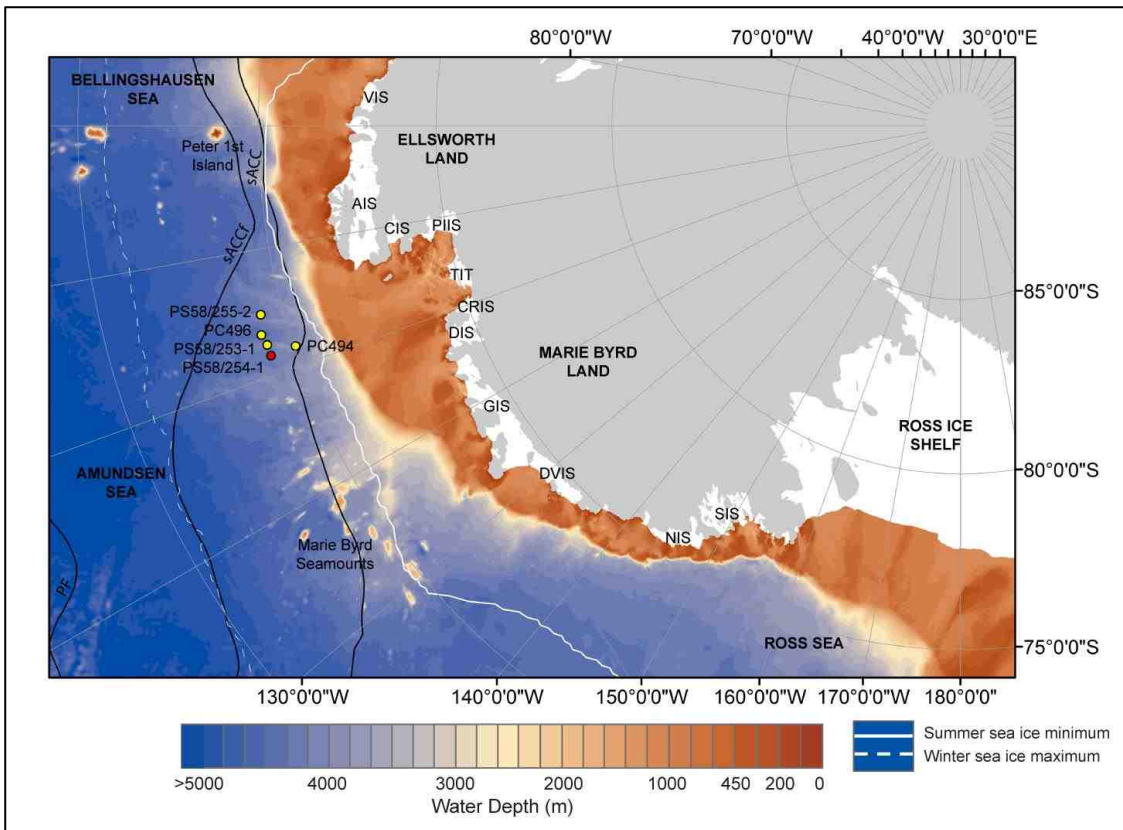 80°0'0"W 70°0'0"W 40°0'0"W 30°0'0"E
BELLINGSHAUSEN
SEA
VIS
Peter 1st
Island
sACC
ELLSWORTH
LAND
AIS
CIS
PIIS
sACCf
TIT
PS58/255-2
PC496
PS58/253-1
PS58/254-1
PC494
CRIS
DIS
MARIE BYRD
LAND
85°0'0"S
GIS
ROSS ICE
SHELF
AMUNDSEN
SEA
DVIS
80°0'0"S
SIS
NIS
Marie Byrd
Seamounts
PF
ROSS SEA
75°0'0"S
130°0'0"W 140°0'0"W 150°0'0"W 160°0'0"W 170°0'0"W 180°0'0"
>5000 4000 3000 2000 1000 450 200 0
Water Depth (m)
Summer sea ice minimum
Winter sea ice maximum